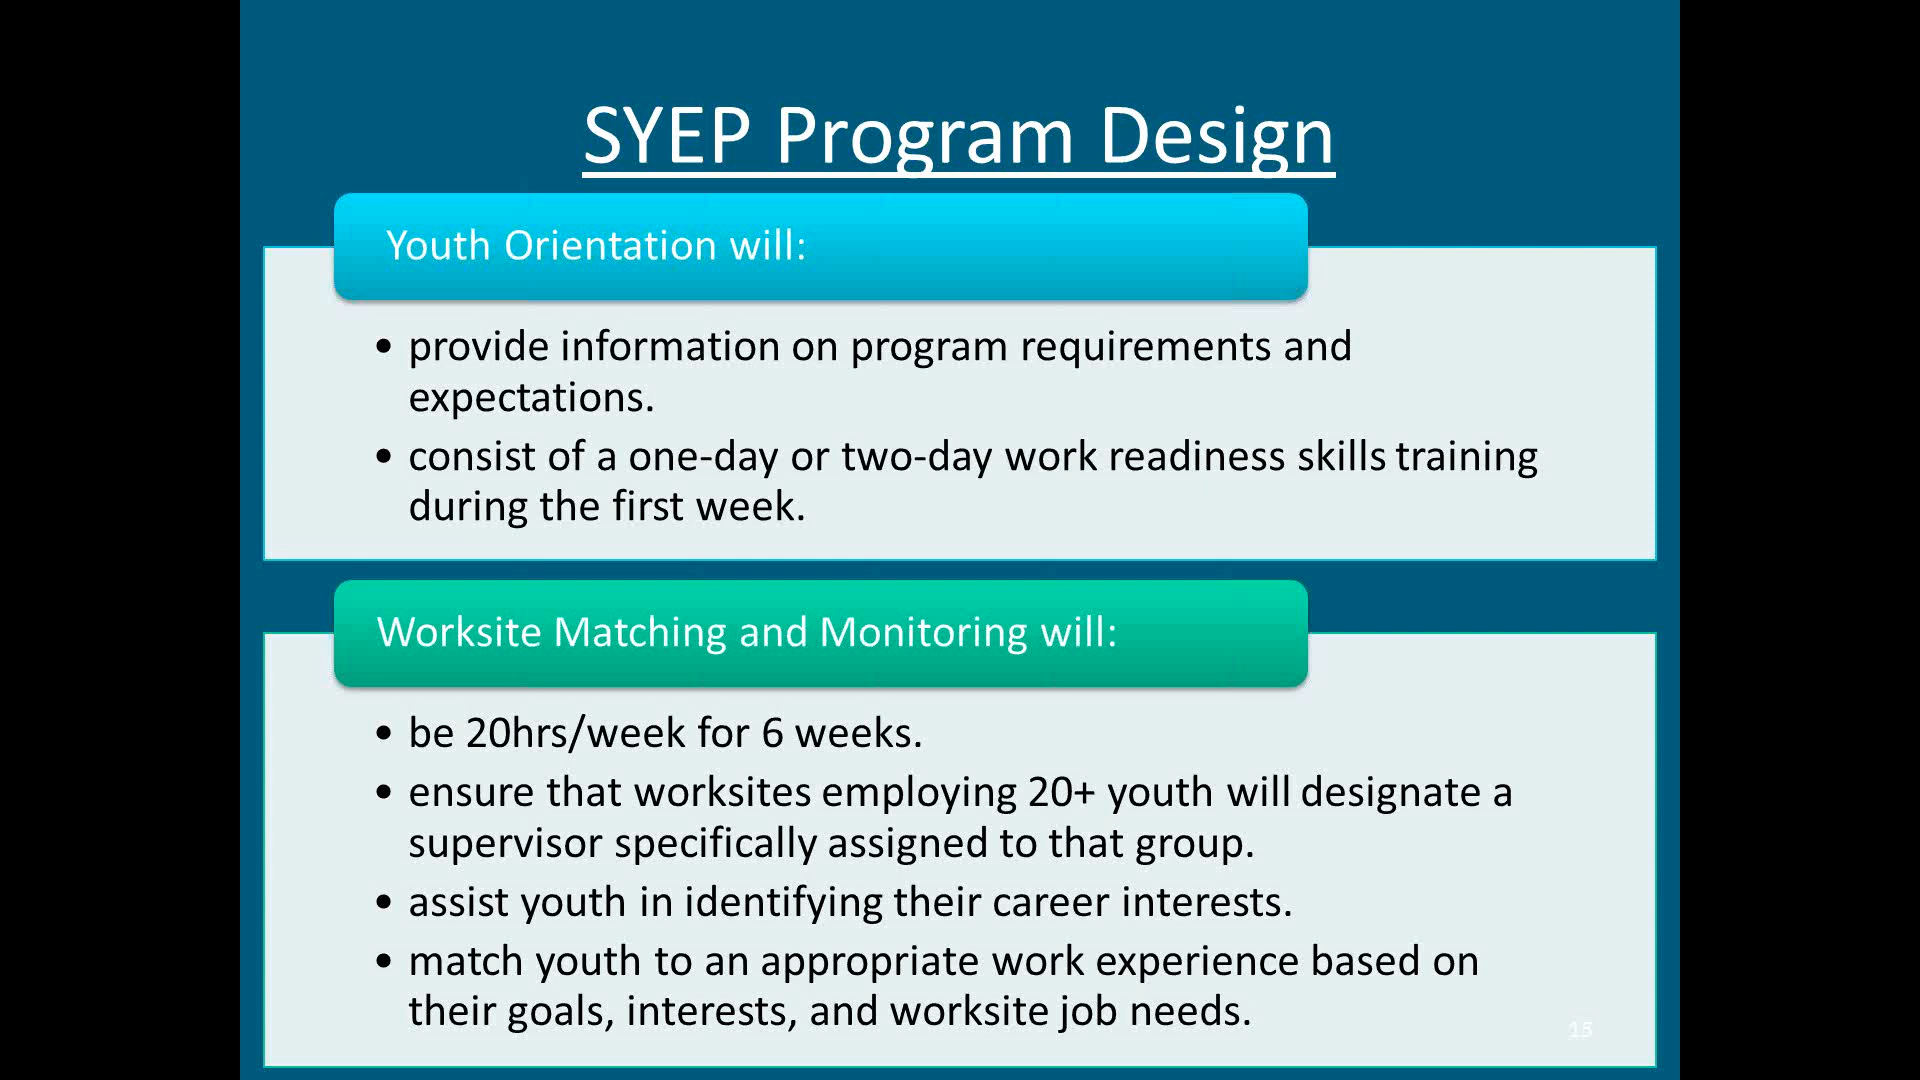 SYEP Program Design
Youth Orientation will:
• provide information on program requirements and
expectations.
• consist of a one-day or two-day work readiness skills training
during the first week.
Worksite Matching and Monitoring will:
• be 20hrs/week for 6 weeks.
• ensure that worksites employing 20+ youth will designate a
supervisor specifically assigned to that group.
• assist youth in identifying their career interests.
• match youth to an appropriate work experience based on
their goals, interests, and worksite job needs.
15